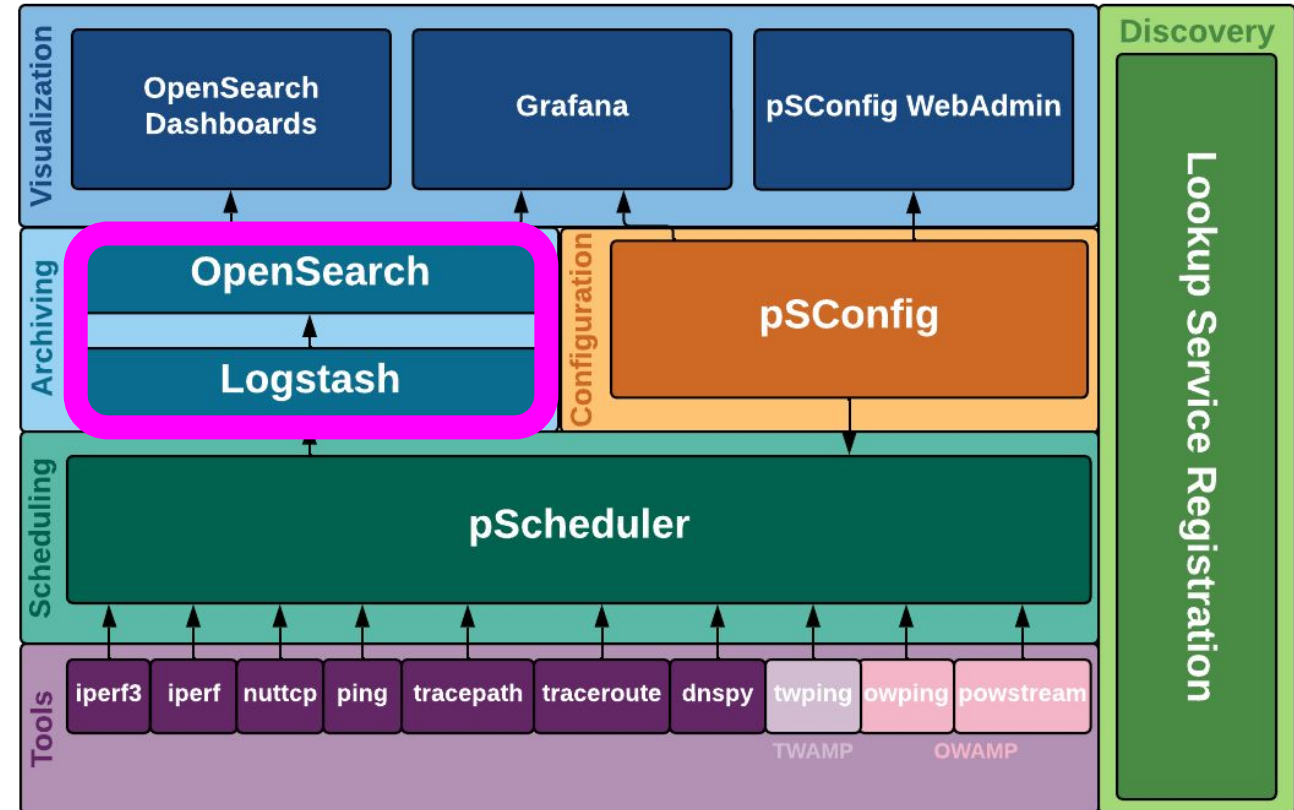 Visualization
OpenSearch
Dashboards
Grafana
pSConfig WebAdmin
Discovery
Lookup Service Registration
Archiving
OpenSearch
Logstash
Configuration
pSConfig
Scheduling
pScheduler
Tools
iperf3
iperf
nuttcp
ping
tracepath
traceroute
dnspy
twping
owping
powstream
TWAMP
OWAMP